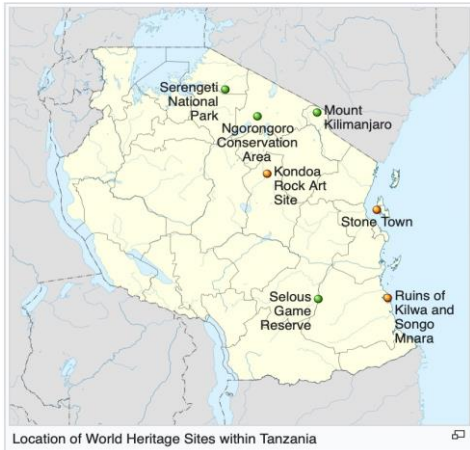 Serengeti
National
Park
Mount
Kilimanjaro
Ngorongoro
Conservation
Area
Kondoa
Rock Art
Site
Stone Town
Selous
Game
Reserve
Ruins of
Kilwa and
Songo
Mnara
Location of World Heritage Sites within Tanzania